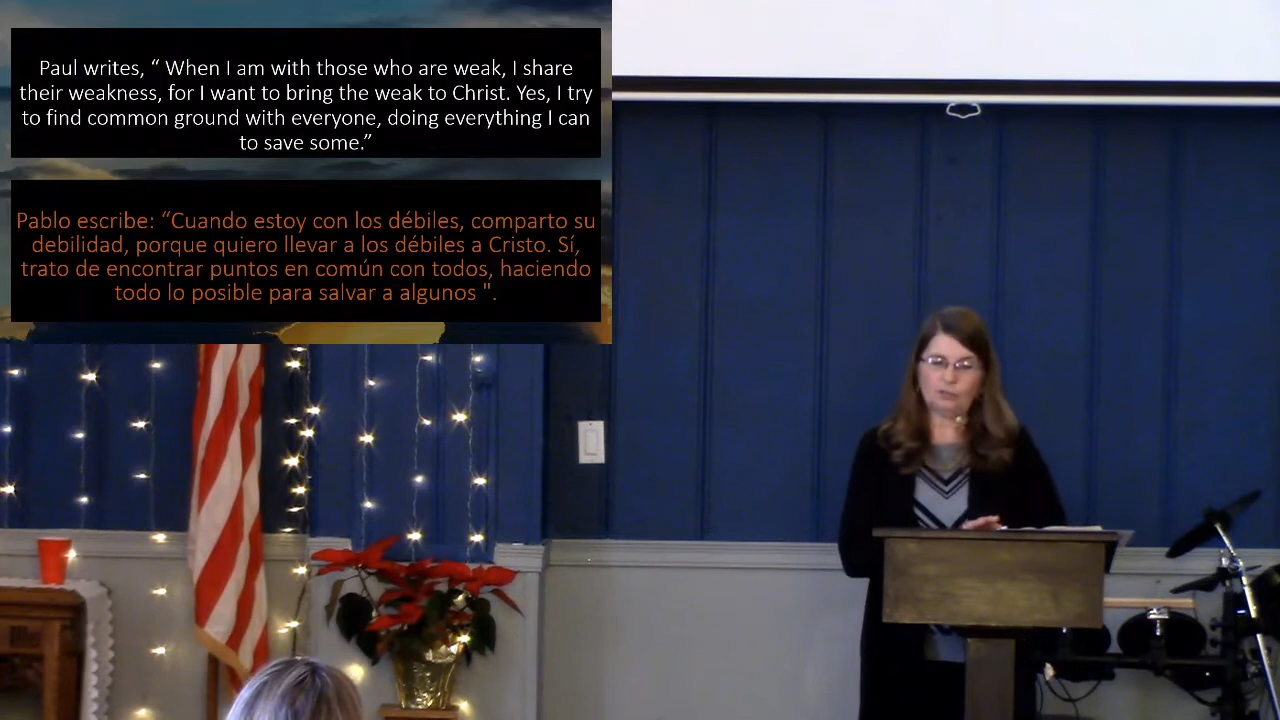 Paul writes, “ When I am with those who are weak, I share
their weakness, for I want to bring the weak to Christ. Yes, I try
to find common ground with everyone, doing everything I can
to save some.”
Pablo escribe: “Cuando estoy con los débiles, comparto su
debilidad, porque quiero llevar a los débiles a Cristo. Sí,
trato de encontrar puntos en común con todos, haciendo
todo lo posible para salvar a algunos ".